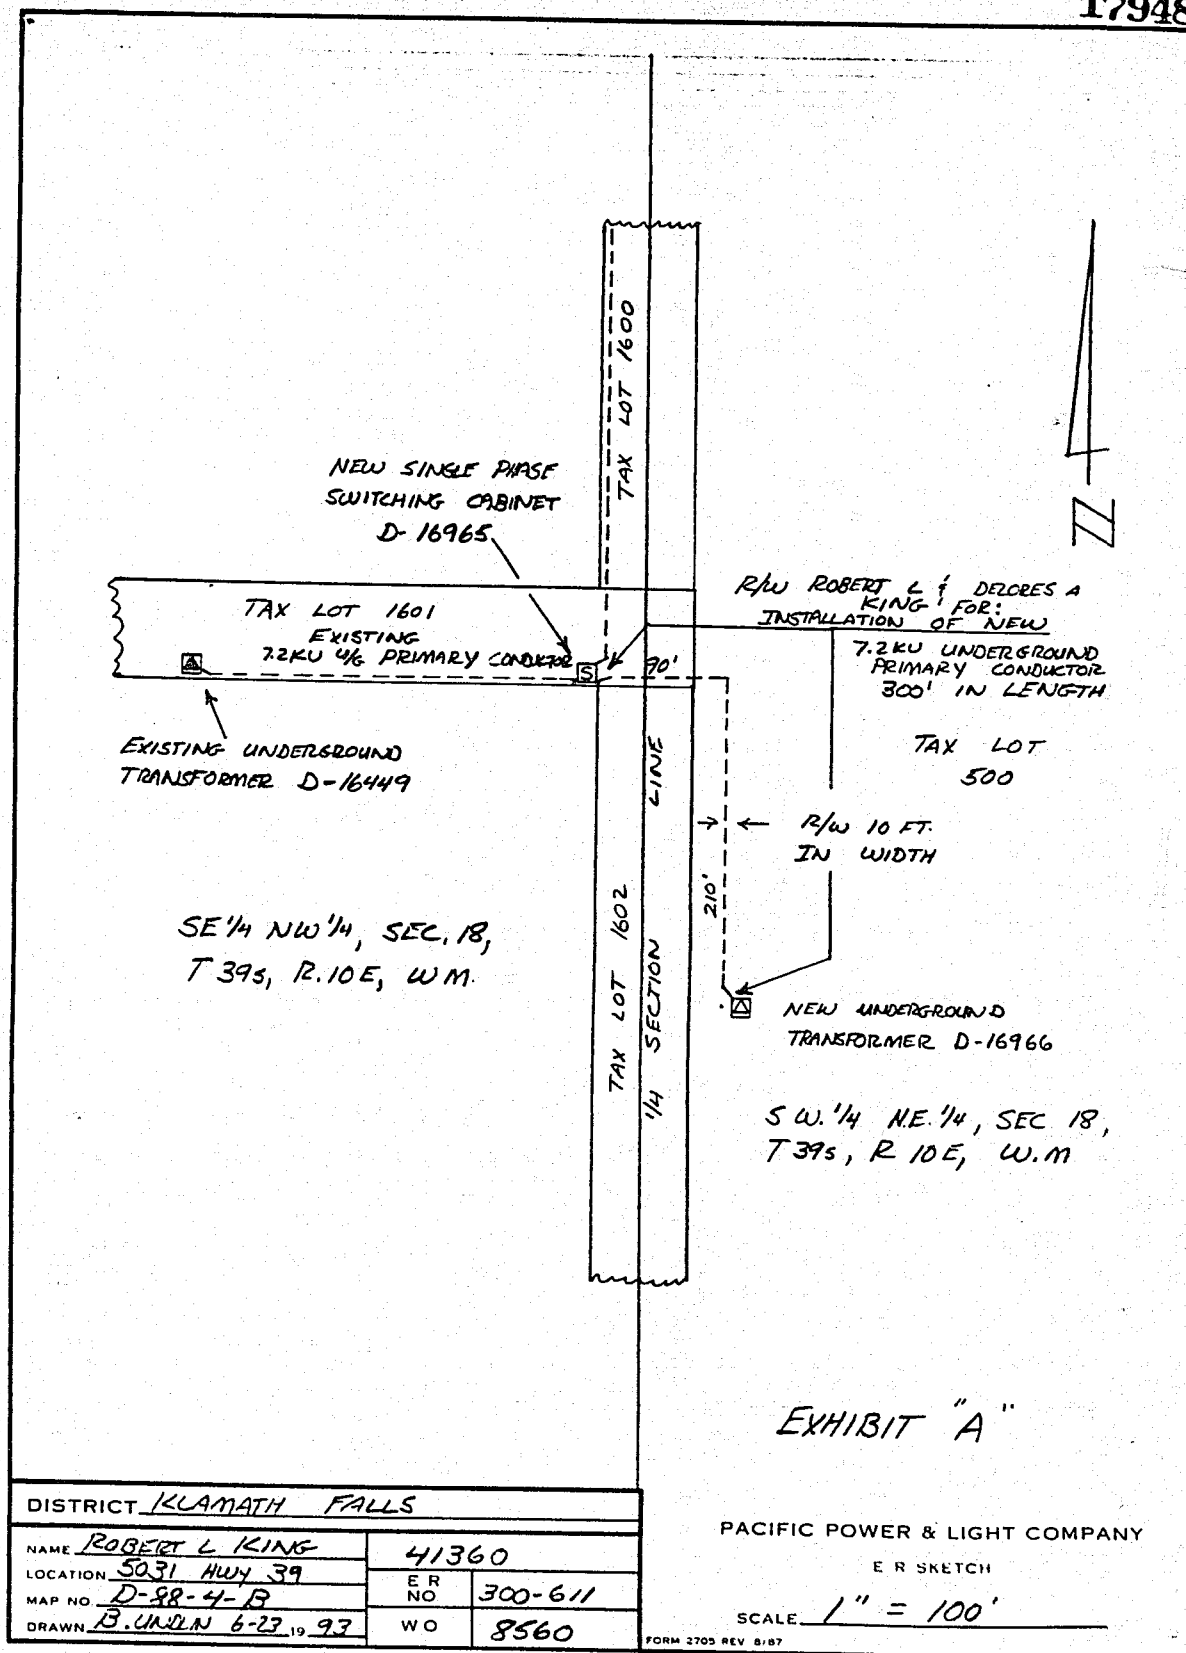 17948
TAX LOT 1600
NEW SINGLE PHASE
SWITCHING CABINET
D-16965
R/W ROBERT L & DELORES A
KING FOR:
INSTALLATION OF NEW
7.2KV UNDERGROUND
PRIMARY CONDUCTOR
300' IN LENGTH
TAX LOT 1601
EXISTING
7.2KV U/G PRIMARY CONDUCTOR
S
90'
EXISTING UNDERGROUND
TRANSFORMER D-16449
TAX LOT
500
R/W 10 FT.
IN WIDTH
210'
TAX LOT 1602
1/4 SECTION LINE
SE 1/4 NW 1/4, SEC. 18,
T 39s, R. 10 E, W M.
NEW UNDERGROUND
TRANSFORMER D-16966
S W. 1/4 N.E. 1/4, SEC 18,
T 39s, R 10 E, W.M
N
EXHIBIT "A"
DISTRICT KLAMATH FALLS
NAME ROBERT L KING
LOCATION 5031 HWY 39
MAP NO. D-88-4-B
DRAWN B. 6-23 19 93
41360
E R NO 300-611
W O 8560
PACIFIC POWER & LIGHT COMPANY
E R SKETCH
SCALE 1" = 100'
FORM 2705 REV 8/87